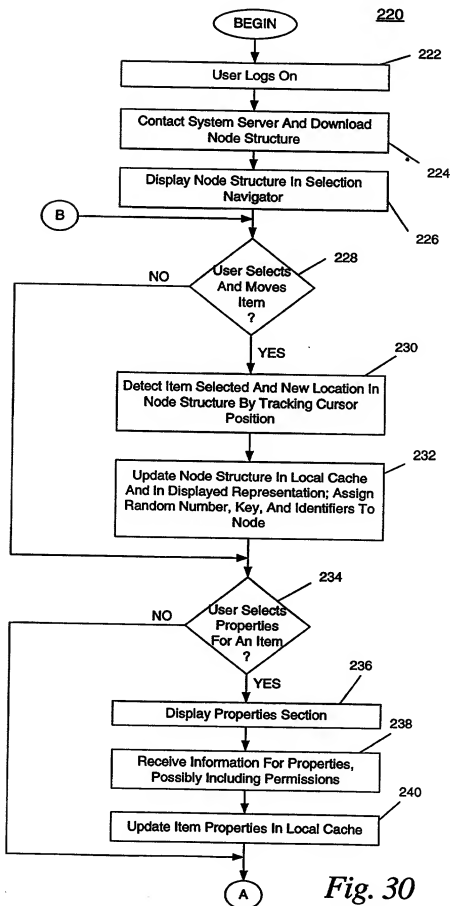 BEGIN
220
222
User Logs On
Contact System Server And Download
Node Structure
224
Display Node Structure In Selection
Navigator
B
226
228
NO
User Selects
And Moves
Item
?
YES
230
Detect Item Selected And New Location In
Node Structure By Tracking Cursor
Position
232
Update Node Structure In Local Cache
And In Displayed Representation; Assign
Random Number, Key, And Identifiers To
Node
234
NO
User Selects
Properties
For An Item
?
YES
236
Display Properties Section
238
Receive Information For Properties,
Possibly Including Permissions
240
Update Item Properties In Local Cache
A
Fig. 30